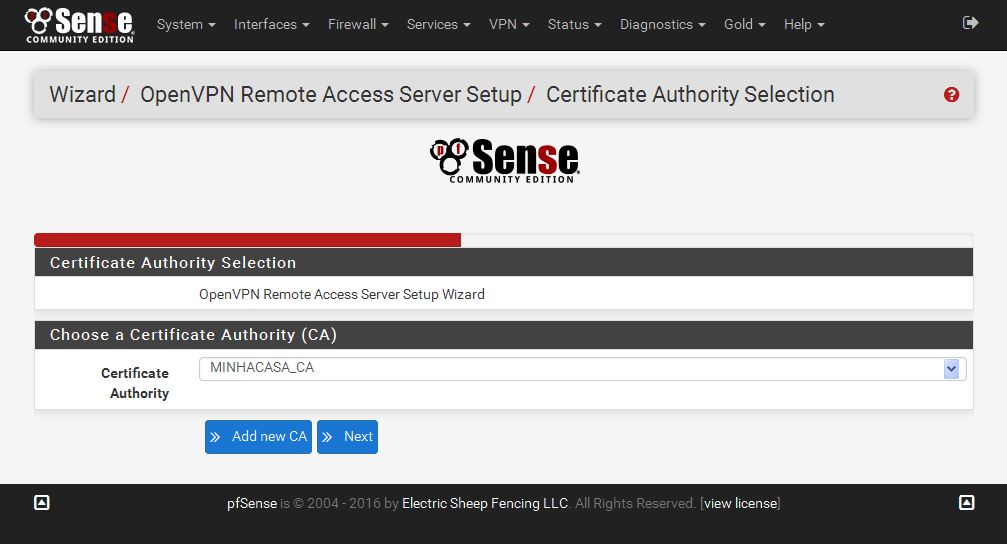 pfSense
COMMUNITY EDITION
System Interfaces Firewall Services VPN Status Diagnostics Gold Help
Wizard / OpenVPN Remote Access Server Setup / Certificate Authority Selection
pfSense
COMMUNITY EDITION
Certificate Authority Selection
OpenVPN Remote Access Server Setup Wizard
Choose a Certificate Authority (CA)
Certificate
Authority
MINHACASA_CA
Add new CA Next
pfSense is © 2004 - 2016 by Electric Sheep Fencing LLC. All Rights Reserved. [view license]